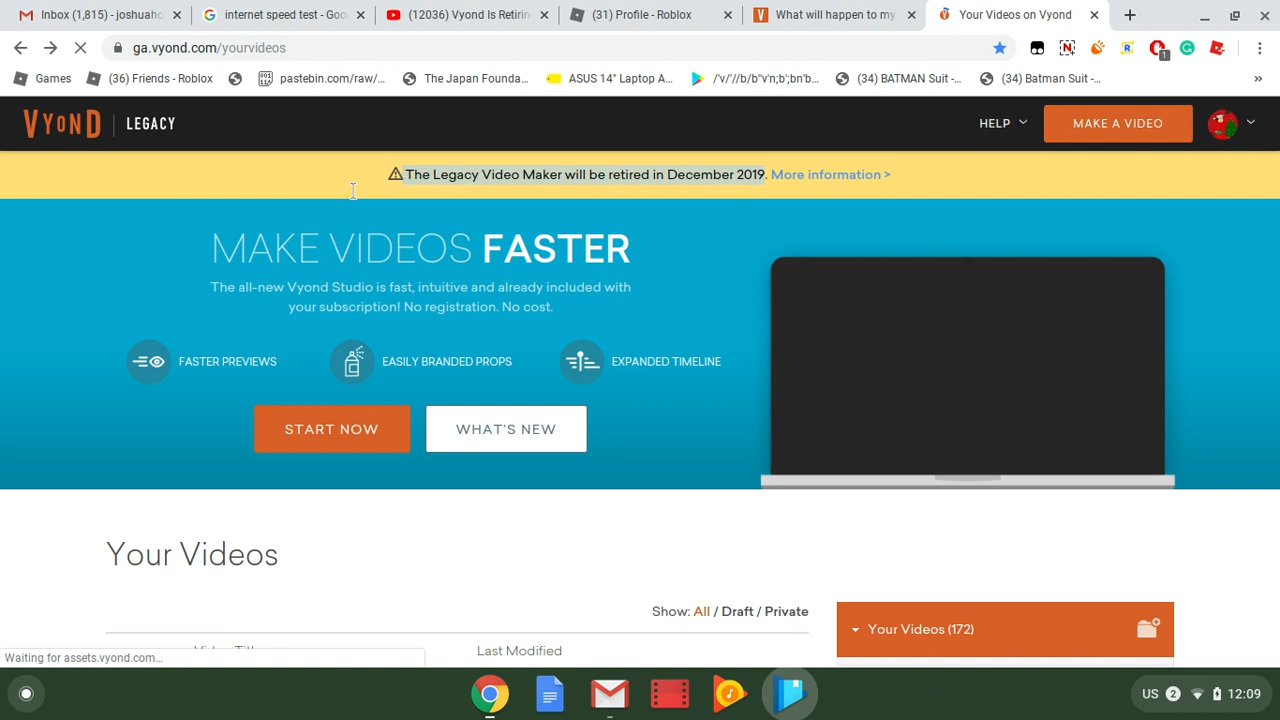 Inbox (1,815) - joshuaho
internet speed test - Goo
(12036) Vyond Is Retirin
(31) Profile - Roblox
What will happen to my
Your Videos on Vyond
ga.vyond.com/yourvideos
1
Games
(36) Friends - Roblox
pastebin.com/raw/...
The Japan Founda...
ASUS 14" Laptop A...
/'v/'//b/b"v'n;b';bn'b...
(34) BATMAN Suit -...
(34) Batman Suit -...
»
VYOND LEGACY
HELP
MAKE A VIDEO
The Legacy Video Maker will be retired in December 2019. More information >
MAKE VIDEOS FASTER
The all-new Vyond Studio is fast, intuitive and already included with
your subscription! No registration. No cost.
FASTER PREVIEWS
EASILY BRANDED PROPS
EXPANDED TIMELINE
START NOW
WHAT'S NEW
Your Videos
Show: All / Draft / Private
Your Videos (172)
Last Modified
Waiting for assets.vyond.com...
US 2 12:09